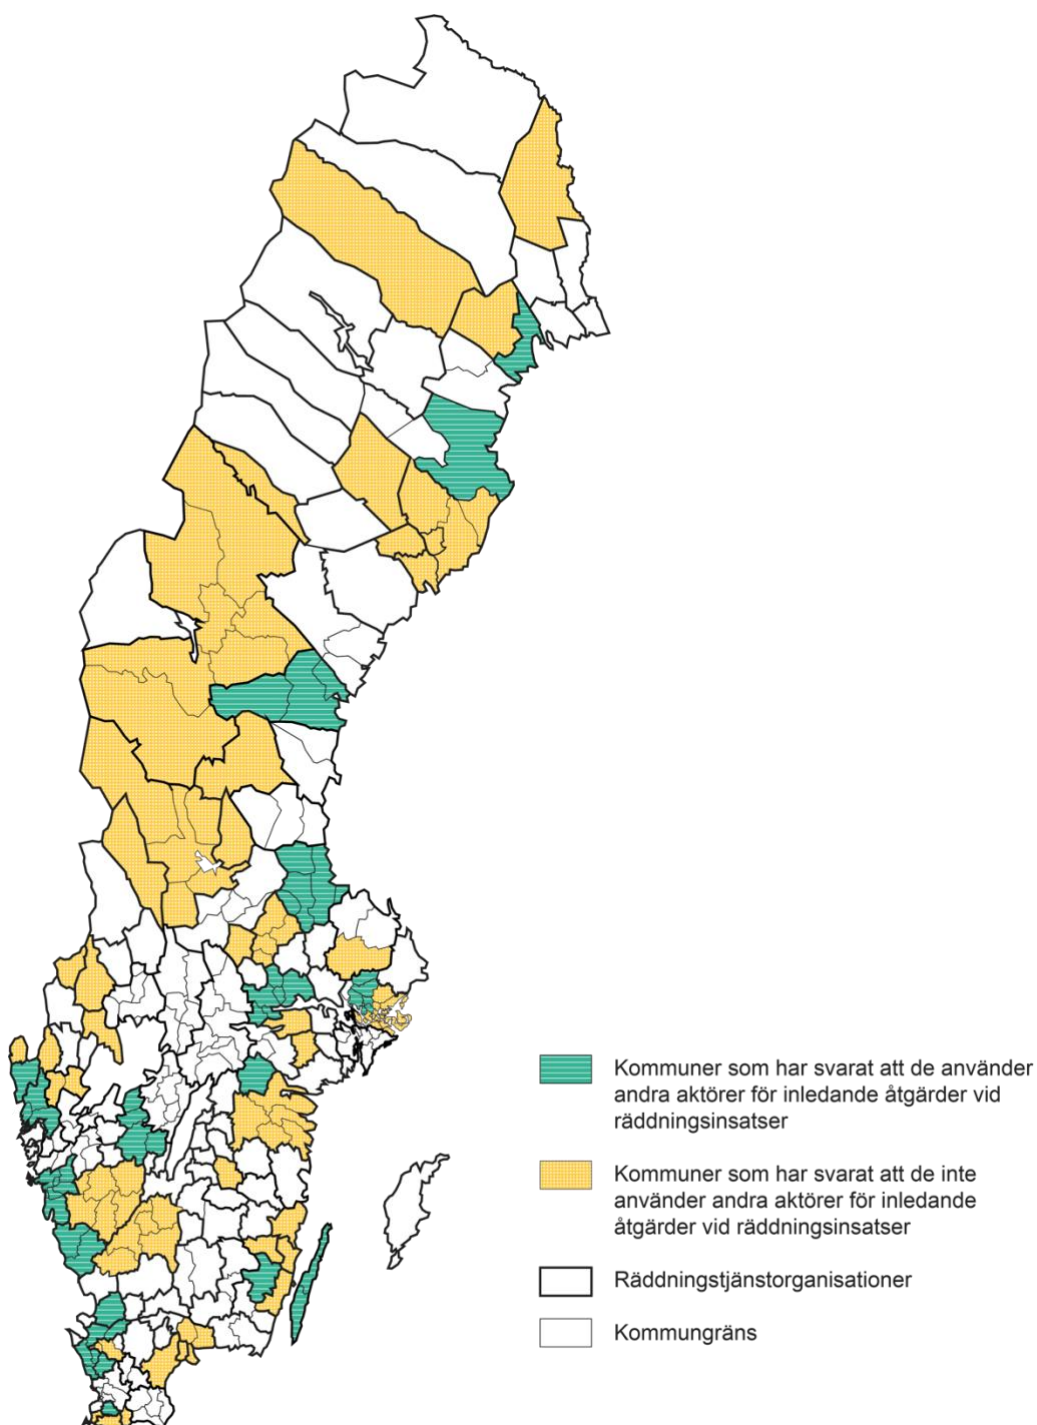 Kommuner som har svarat att de använder
andra aktörer för inledande åtgärder vid
räddningsinsatser
Kommuner som har svarat att de inte
använder andra aktörer för inledande
åtgärder vid räddningsinsatser
Räddningstjänstorganisationer
Kommungräns